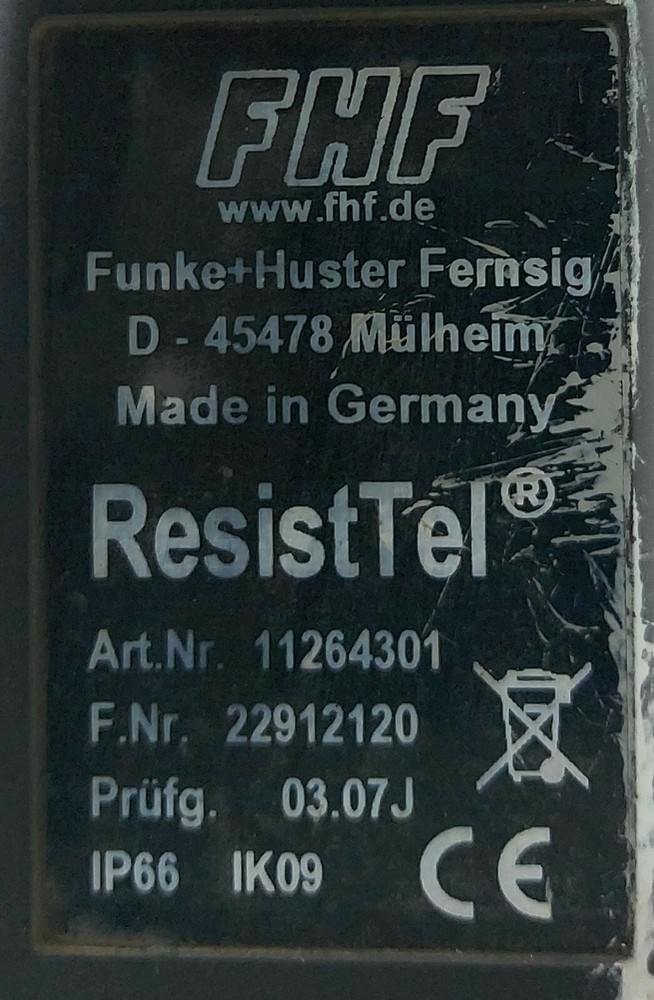 FHF
www.fhf.de
Funke+Huster Fernsig
D - 45478 Mülheim
Made in Germany
ResistTel®
Art.Nr. 11264301
F.Nr. 22912120
Prüfg. 03.07J
IP66 IK09
CE